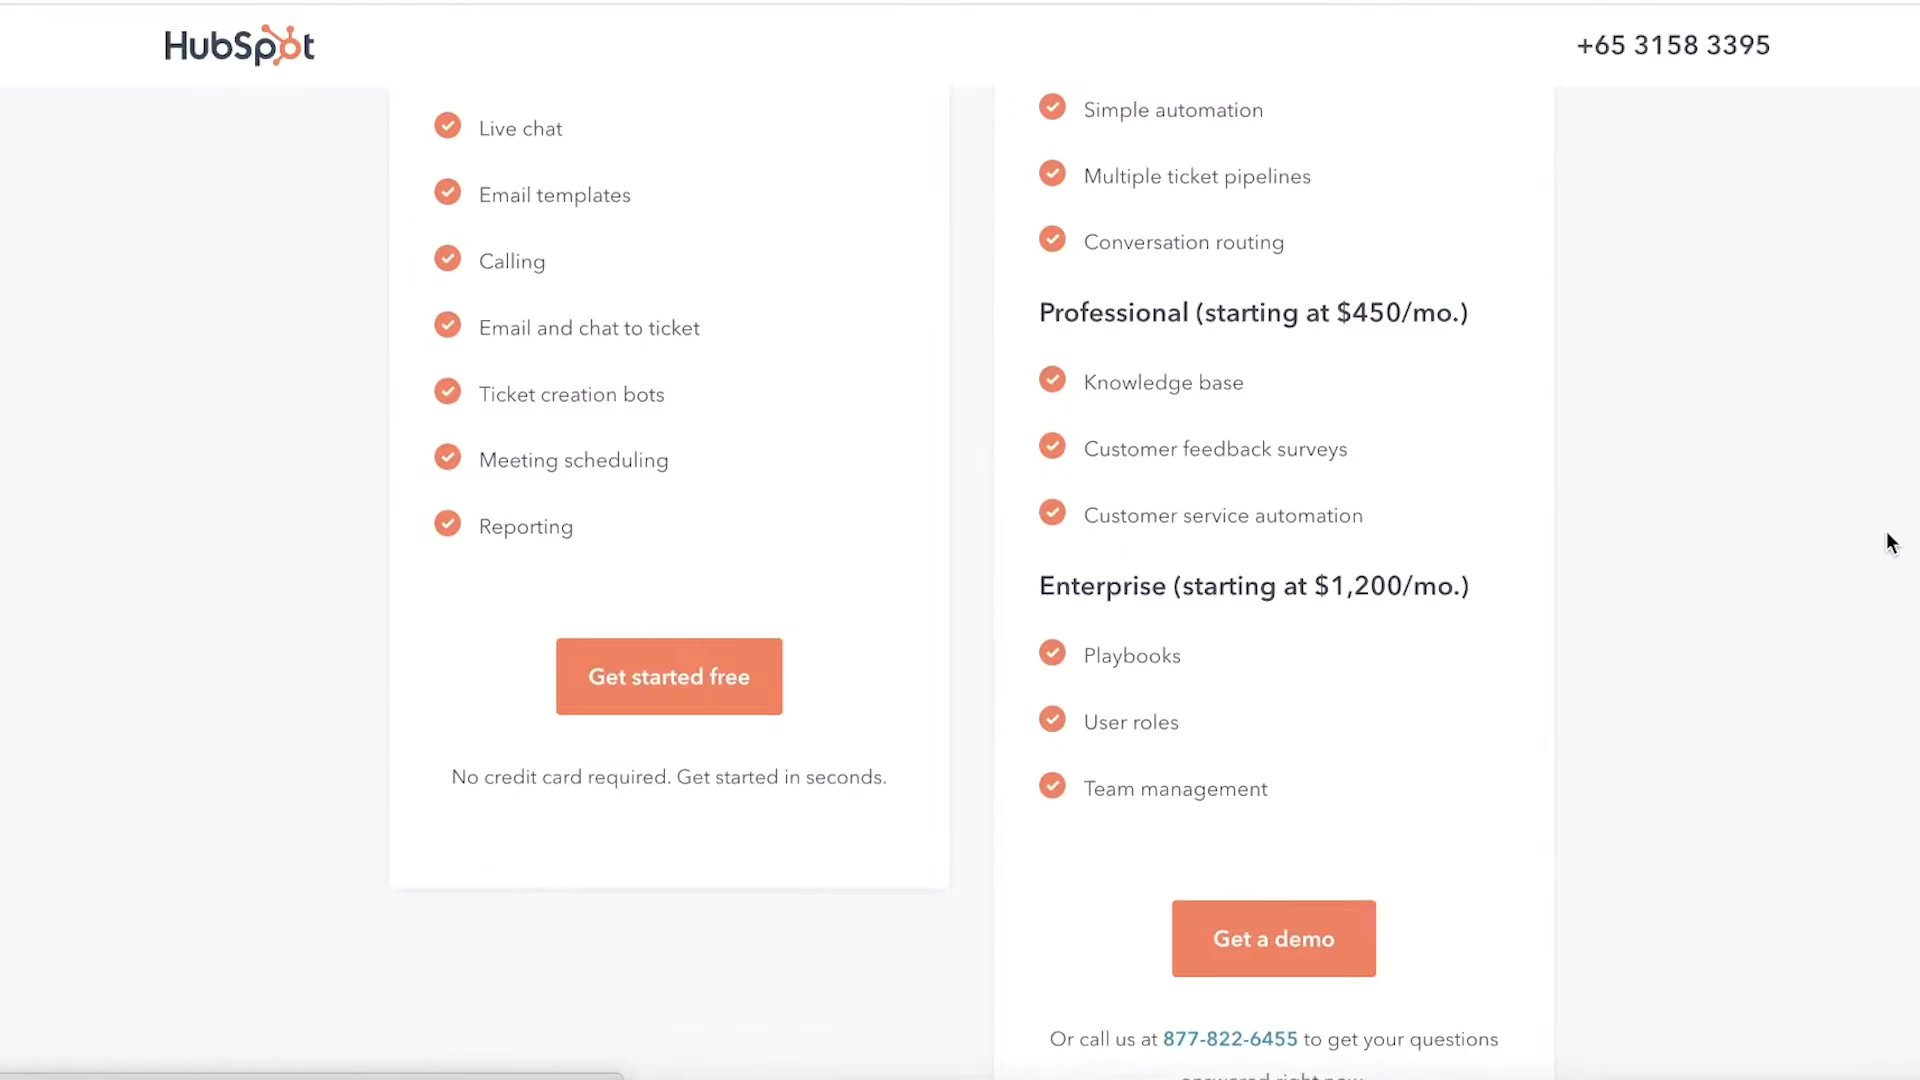 HubSpot
+65 3158 3395
Live chat
Email templates
Calling
Email and chat to ticket
Ticket creation bots
Meeting scheduling
Reporting
Get started free
No credit card required. Get started in seconds.
Simple automation
Multiple ticket pipelines
Conversation routing
Professional (starting at $450/mo.)
Knowledge base
Customer feedback surveys
Customer service automation
Enterprise (starting at $1,200/mo.)
Playbooks
User roles
Team management
Get a demo
Or call us at 877-822-6455 to get your questions